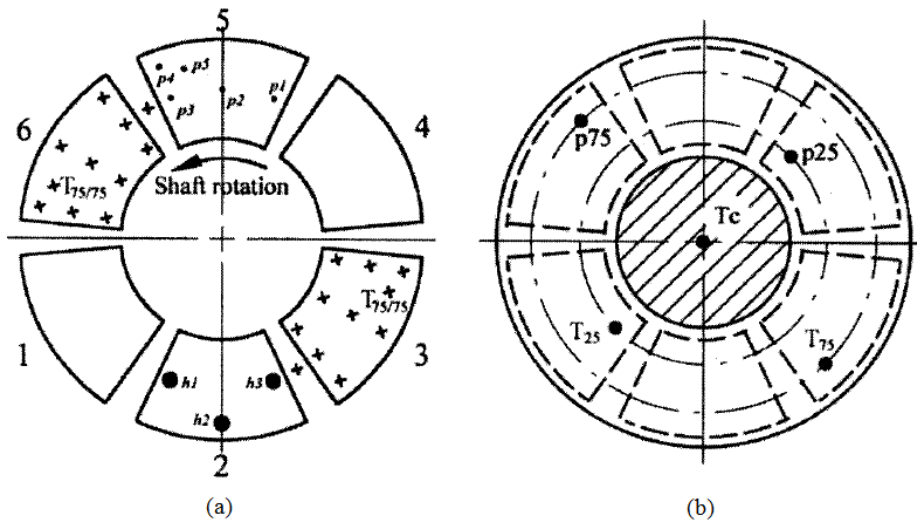 5
p4 p5
p3 p2 p1
6 4
T75/75
Shaft rotation
p75 p25
Tc
T75/75
1 3
h1 h3
h2
2
T25 T75
(a) (b)